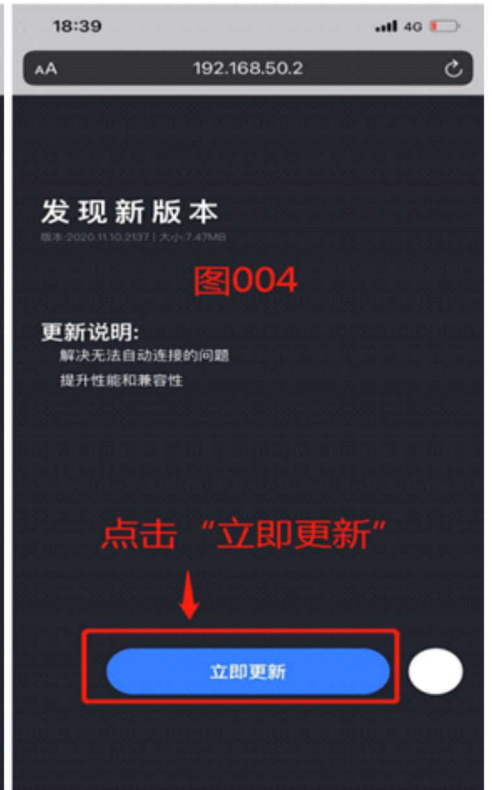 18:39
4G
AA
192.168.50.2
发现新版本
版本:2020.11.10.2137 | 大小:7.47MB
图004
更新说明:
解决无法自动连接的问题
提升性能和兼容性
点击“立即更新”
立即更新